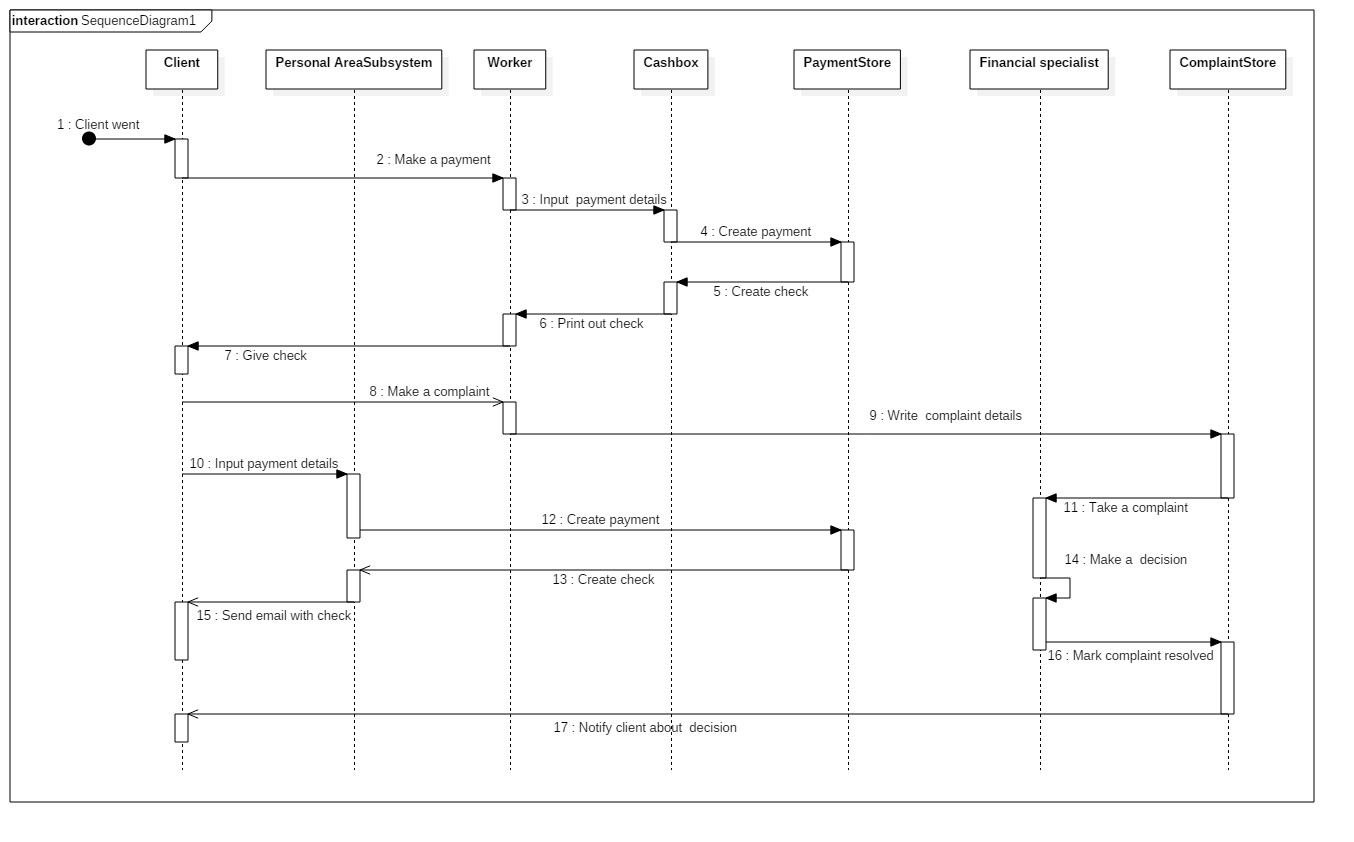 interaction SequenceDiagram1
Client
Personal AreaSubsystem
Worker
Cashbox
PaymentStore
Financial specialist
ComplaintStore
1 : Client went
2 : Make a payment
3 : Input  payment details
4 : Create payment
5 : Create check
6 : Print out check
7 : Give check
8 : Make a complaint
9 : Write  complaint details
10 : Input payment details
11 : Take a complaint
12 : Create payment
14 : Make a  decision
13 : Create check
15 : Send email with check
16 : Mark complaint resolved
17 : Notify client about  decision